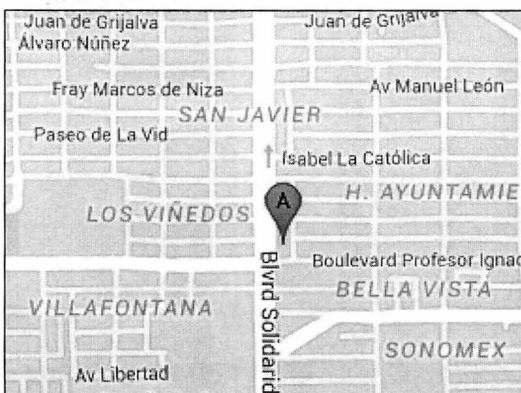 Juan de Grijalva
Juan de Grijalva
Álvaro Núñez
Fray Marcos de Niza
Av Manuel León
SAN JAVIER
Paseo de La Vid
Isabel La Católica
A
H. AYUNTAMIE
LOS VIÑEDOS
Blvrd Solidarid
Boulevard Profesor Ignac
BELLA VISTA
VILLAFONTANA
SONOMEX
Av Libertad